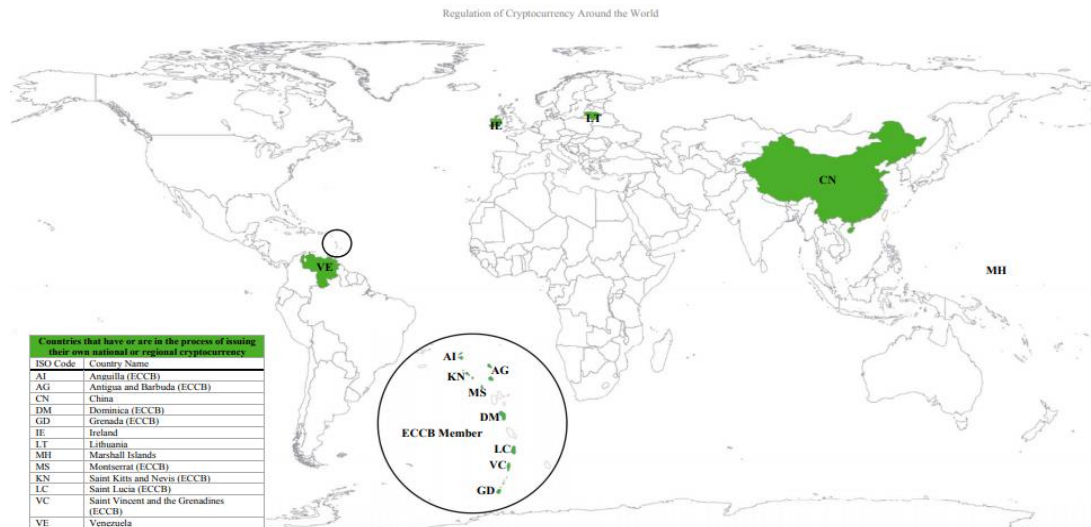 Regulation of Cryptocurrency Around the World
IE
LT
CN
VE
MH
Countries that have or are in the process of issuing
their own national or regional cryptocurrency
ISO Code Country Name
AI Anguilla (ECCB)
AG Antigua and Barbuda (ECCB)
CN China
DM Dominica (ECCB)
GD Grenada (ECCB)
IE Ireland
LT Lithuania
MH Marshall Islands
MS Montserrat (ECCB)
KN Saint Kitts and Nevis (ECCB)
LC Saint Lucia (ECCB)
VC Saint Vincent and the Grenadines
(ECCB)
VE Venezuela
AI
AG
KN
MS
DM
ECCB Member
LC
VC
GD